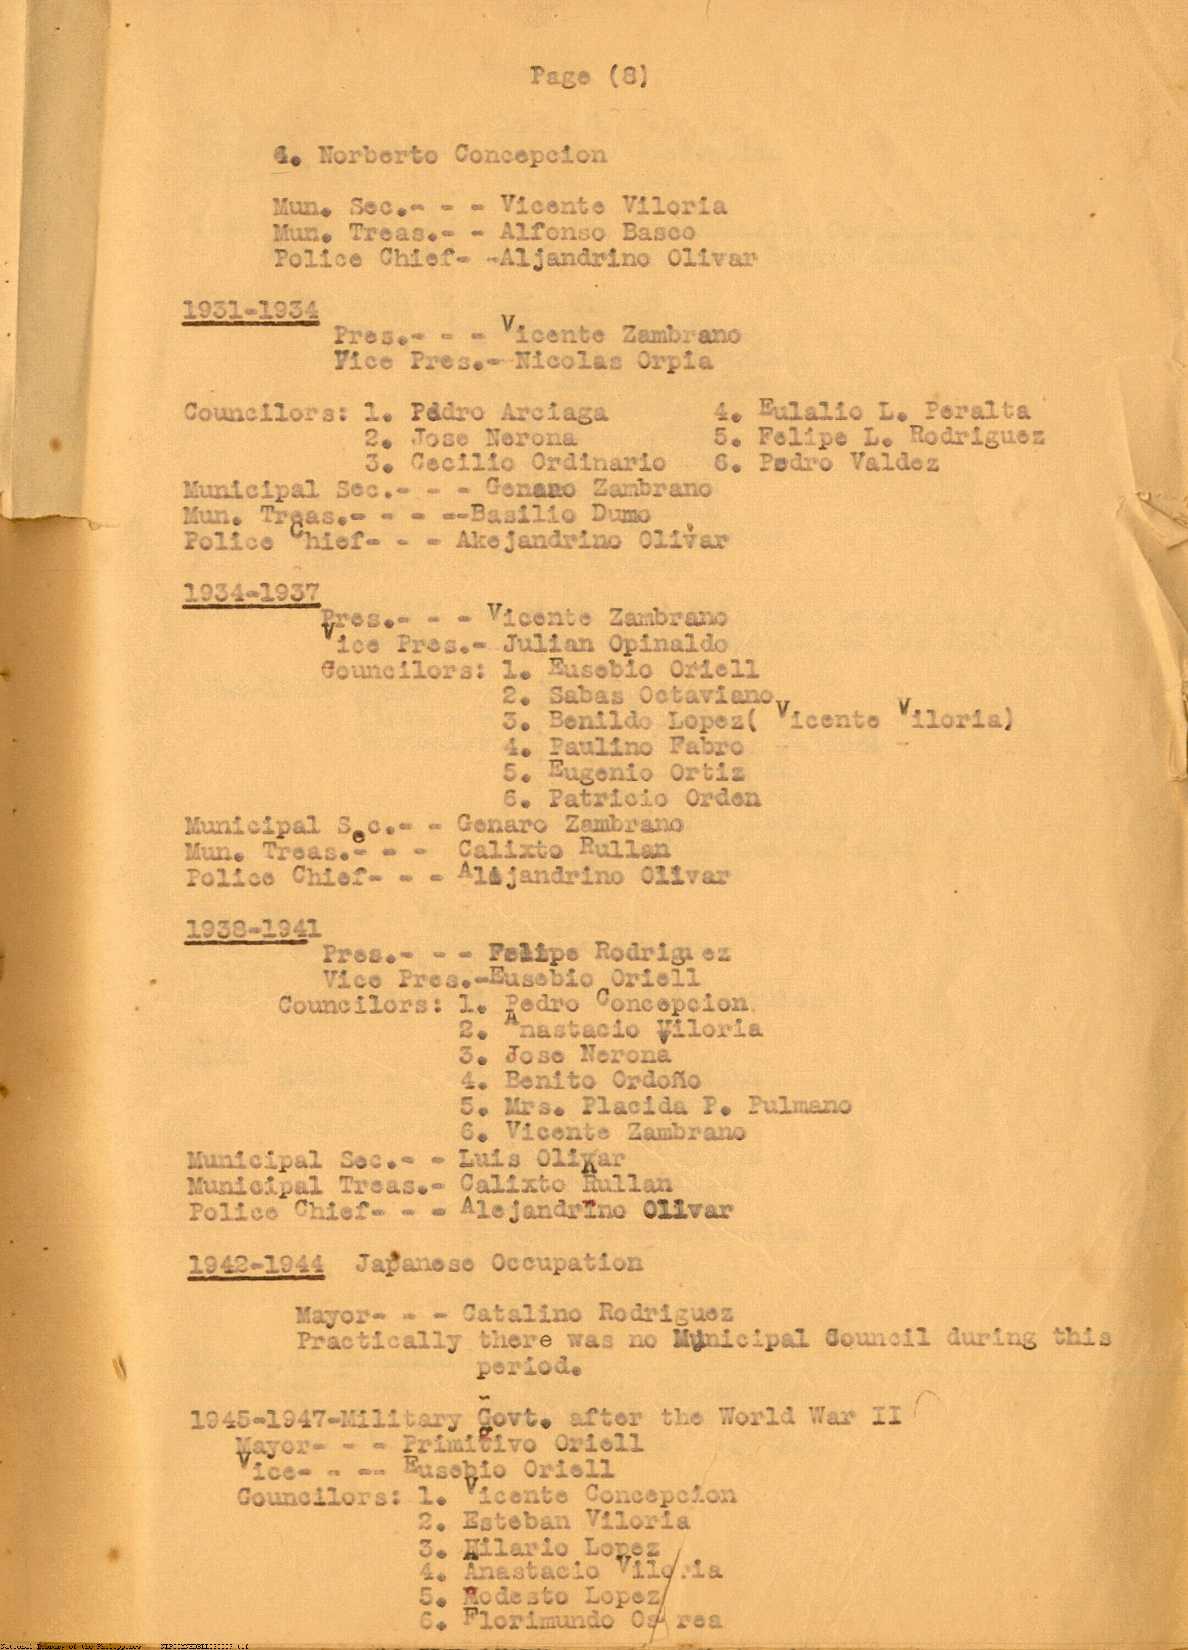 Page (8)
4. Norberto Concepcion
Mun. Sec.- - - Vicente Viloria
Mun. Treas.- - Alfonso Basco
Police Chief- -Aljandrino Olivar
1931-1934
Pres.- - - Vicente Zambrano
Vice Pres.- Nicolas Orpia
Councilors: 1. Pedro Arciaga 4. Eulalio L. Peralta
2. Jose Nerona 5. Felipe L. Rodriguez
3. Cecilio Ordinario 6. Pedro Valdez
Municipal Sec.- - - Genaro Zambrano
Mun. Treas.- - - --Basilio Dumo
Police Chief- - - Akejandrino Olivar
1934-1937
Pres.- - - Vicente Zambrano
Vice Pres.- Julian Opinaldo
Councilors: 1. Eusebio Oriell
2. Sabas Octaviano
3. Benildo Lopez( Vicente Viloria)
4. Paulino Fabro
5. Eugenio Ortiz
6. Patricio Orden
Municipal Sec.- - Genaro Zambrano
Mun. Treas.- - - Calixto Rullan
Police Chief- - - Alejandrino Olivar
1938-1941
Pres.- - - Felipe Rodriguez
Vice Pres.-Eusebio Oriell
Councilors: 1. Pedro Concepcion
2. Anastacio Viloria
3. Jose Nerona
4. Benito Ordoño
5. Mrs. Placida P. Pulmano
6. Vicente Zambrano
Municipal Sec.- - Luis Olivar
Municipal Treas.- Calixto Rullan
Police Chief- - - Alejandrino Olivar
1942-1944 Japanese Occupation
Mayor- - - Catalino Rodriguez
Practically there was no Municipal Council during this
period.
1945-1947-Military Govt. after the World War II
Mayor- - - Primitivo Oriell
Vice- - -- Eusebio Oriell
Councilors: 1. Vicente Concepcion
2. Esteban Viloria
3. Hilario Lopez
4. Anastacio Viloria
5. Modesto Lopez
6. Florimundo
National Library of the Philippines